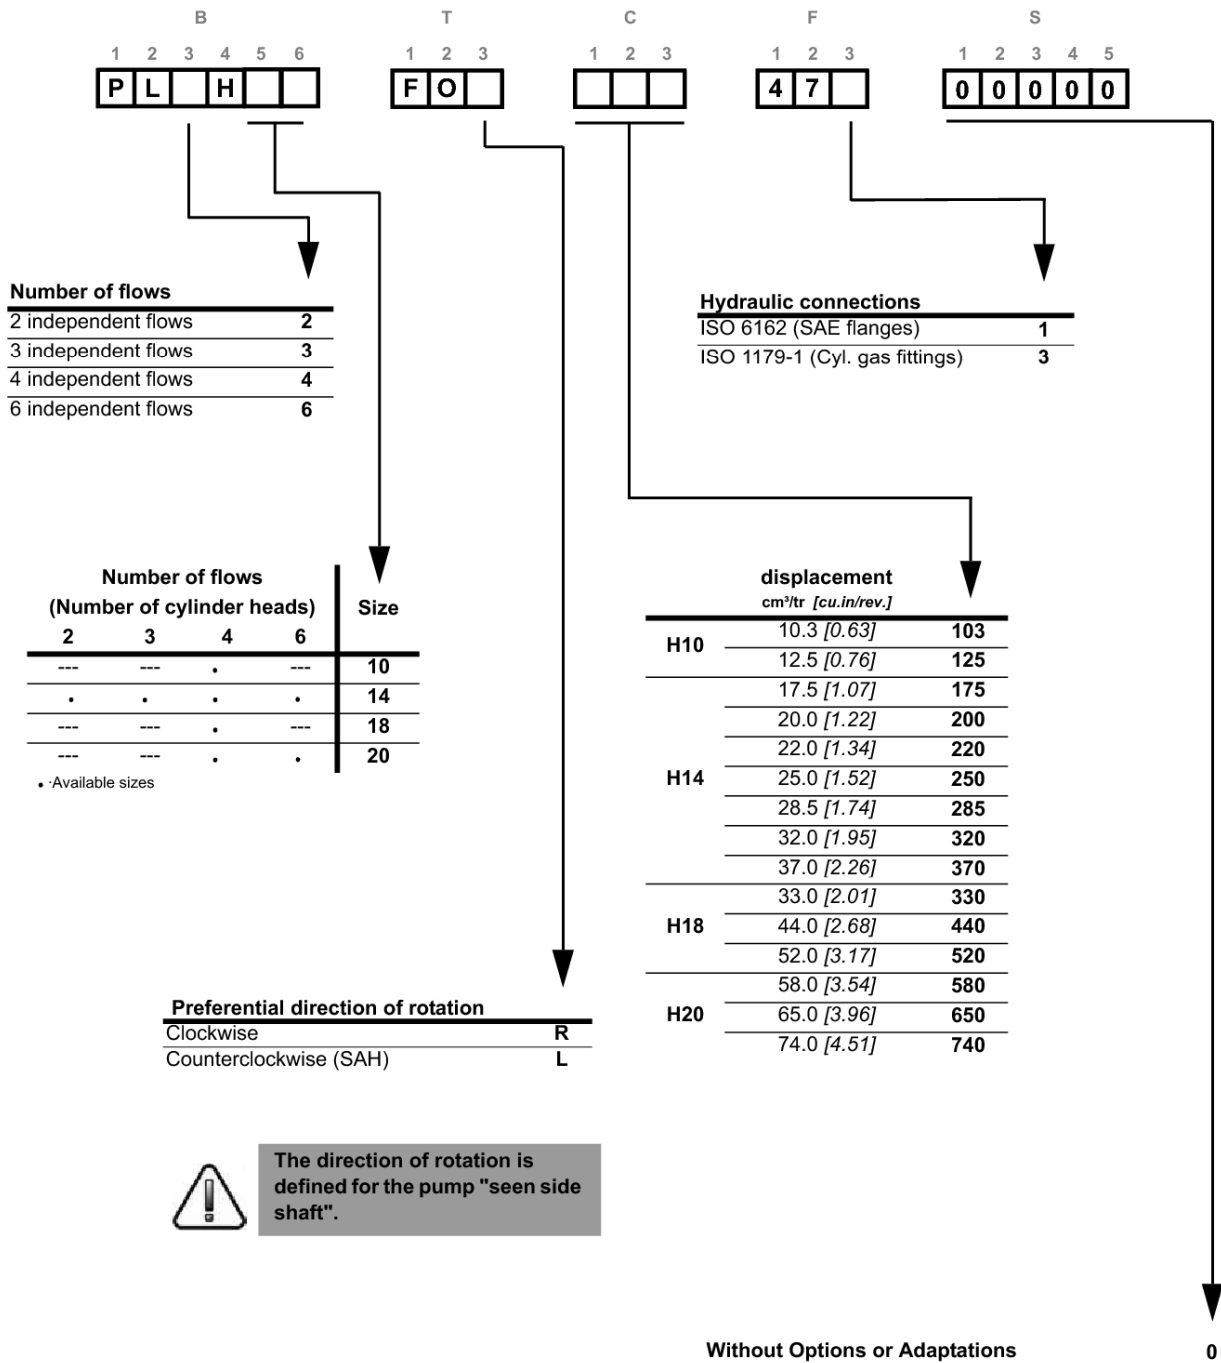 B T C F S
1 2 3 4 5 6 1 2 3 1 2 3 1 2 3 1 2 3 4 5
P L H F O 4 7 0 0 0 0 0
Number of flows
2 independent flows 2
3 independent flows 3
4 independent flows 4
6 independent flows 6
Hydraulic connections
ISO 6162 (SAE flanges) 1
ISO 1179-1 (Cyl. gas fittings) 3
Number of flows
(Number of cylinder heads) Size
2 3 4 6
--- --- . --- 10
. . . . 14
--- --- . --- 18
--- --- . . 20
• ·Available sizes
displacement
cm³/tr [cu.in/rev.]
H10
10.3 [0.63] 103
12.5 [0.76] 125
H14
17.5 [1.07] 175
20.0 [1.22] 200
22.0 [1.34] 220
25.0 [1.52] 250
28.5 [1.74] 285
32.0 [1.95] 320
37.0 [2.26] 370
H18
33.0 [2.01] 330
44.0 [2.68] 440
52.0 [3.17] 520
H20
58.0 [3.54] 580
65.0 [3.96] 650
74.0 [4.51] 740
Preferential direction of rotation
Clockwise R
Counterclockwise (SAH) L
The direction of rotation is
defined for the pump "seen side
shaft".
Without Options or Adaptations 0